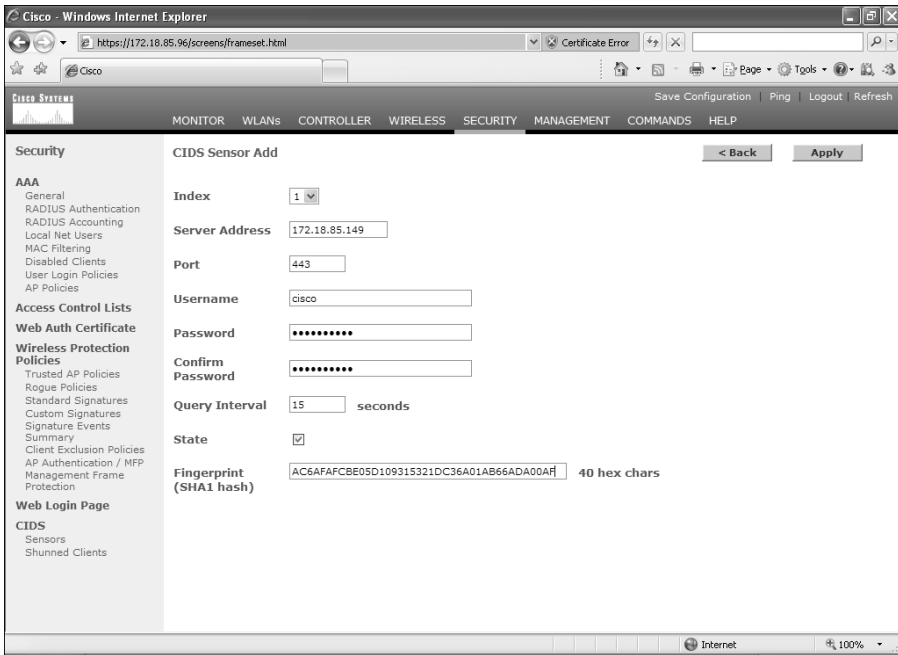 Cisco - Windows Internet Explorer
https://172.18.85.96/screens/frameset.html
Certificate Error
Cisco
Page
Tools
CISCO SYSTEMS
Save Configuration | Ping | Logout | Refresh
MONITOR WLANs CONTROLLER WIRELESS SECURITY MANAGEMENT COMMANDS HELP
Security
AAA
General
RADIUS Authentication
RADIUS Accounting
Local Net Users
MAC Filtering
Disabled Clients
User Login Policies
AP Policies
Access Control Lists
Web Auth Certificate
Wireless Protection
Policies
Trusted AP Policies
Rogue Policies
Standard Signatures
Custom Signatures
Signature Events
Summary
Client Exclusion Policies
AP Authentication / MFP
Management Frame
Protection
Web Login Page
CIDS
Sensors
Shunned Clients
CIDS Sensor Add
< Back
Apply
Index 1
Server Address 172.18.85.149
Port 443
Username cisco
Password ••••••••••
Confirm
Password ••••••••••
Query Interval 15 seconds
State
Fingerprint
(SHA1 hash) AC6AFAFCBE05D109315321DC36A01AB66ADA00AF 40 hex chars
Internet
100%